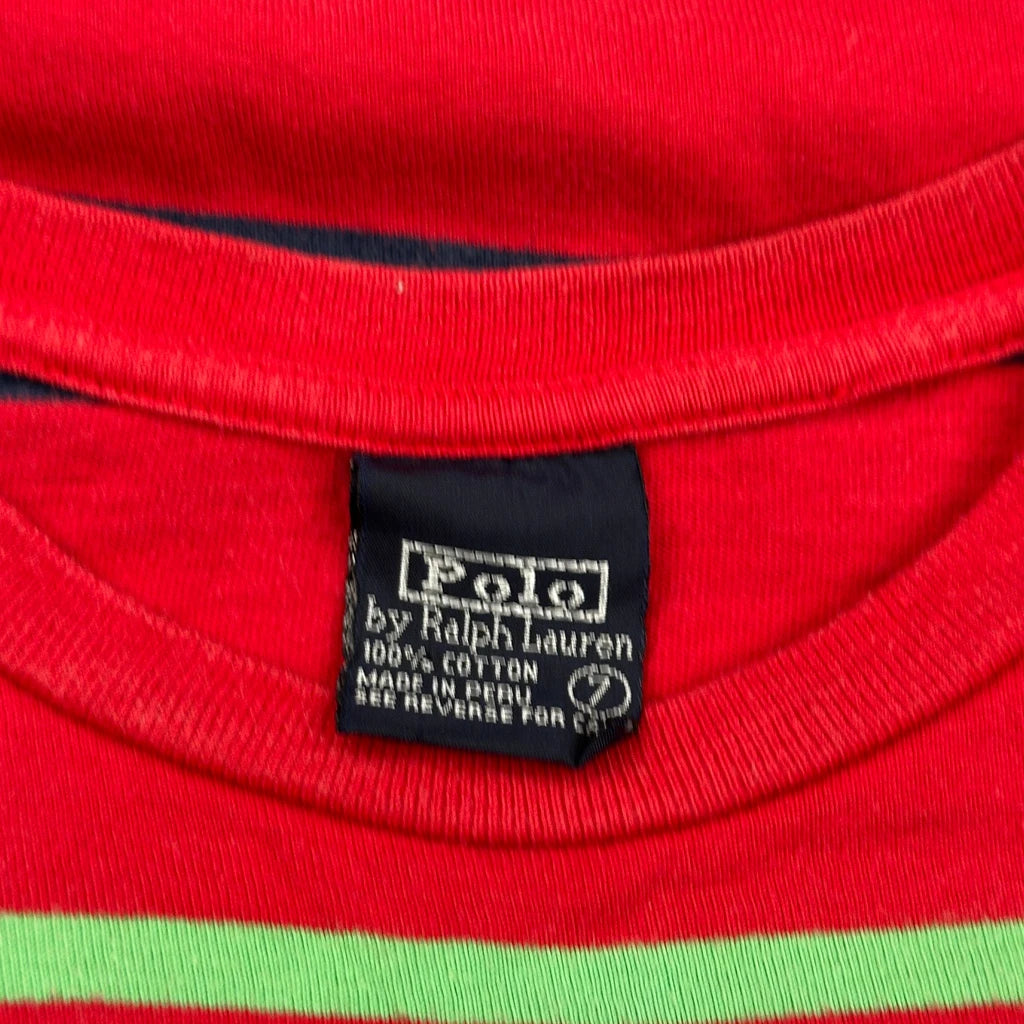 Polo
by Ralph Lauren
100% COTTON
MADE IN PERU
7
SEE REVERSE FOR